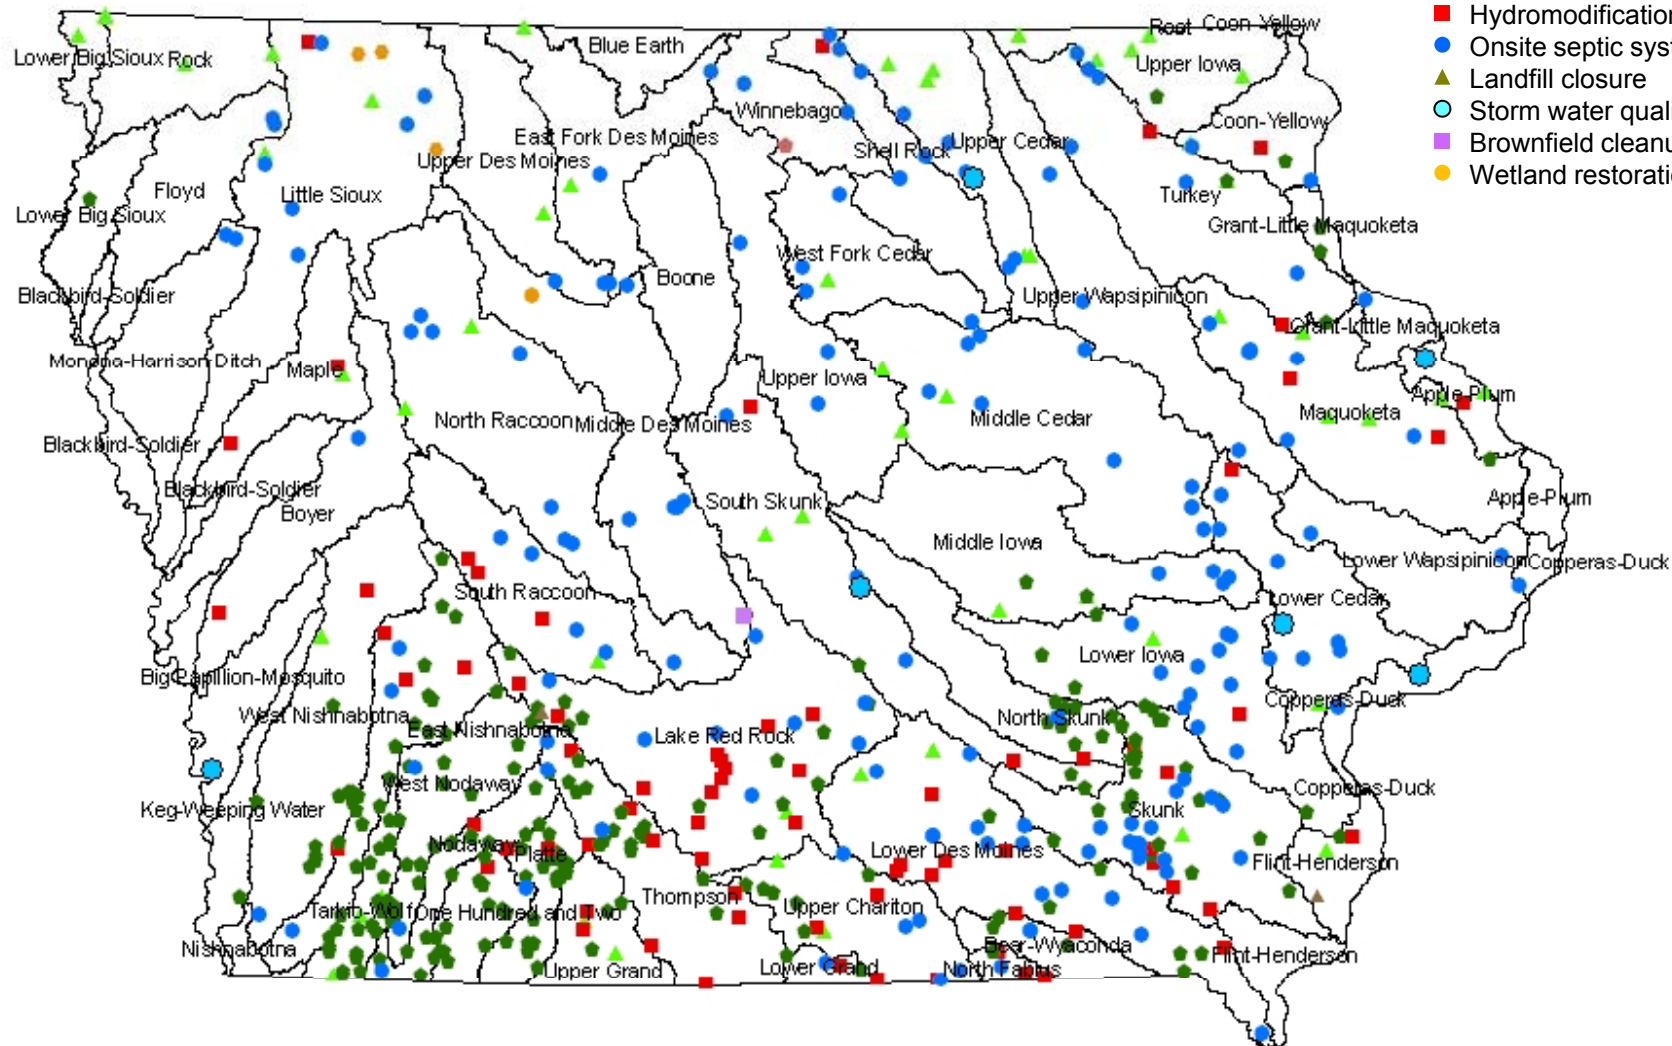 Root Coon-Yellow
Hydromodification
Blue Earth
Onsite septic syst
Lower Big Sioux Rock
Upper Iowa
Landfill closure
Winnebago
Storm water quali
Coon-Yellow
East Fork Des Moines
Upper Cedar
Shell Rock
Brownfield cleanu
Upper Des Moines
Wetland restoratio
Floyd
Little Sioux
Turkey
Lower Big Sioux
Grant-Little Maquoketa
West Fork Cedar
Boone
Blackbird-Soldier
Upper Wapsipinicon
Grant-Little Maquoketa
Monona-Harrison Ditch
Maple
Upper Iowa
Apple-Plum
North Raccoon
Middle Des Moines
Middle Cedar
Maquoketa
Blackbird-Soldier
Blackbird-Soldier
South Skunk
Apple-Plum
Boyer
Middle Iowa
Lower Wapsipinicon
Copperas-Duck
South Raccoon
Lower Cedar
Lower Iowa
Big Papillion-Mosquito
Copperas-Duck
West Nishnabotna
North Skunk
East Nishnabotna
Lake Red Rock
West Nodaway
Copperas-Duck
Keg-Weeping Water
Skunk
Nodaway
Platte
Lower Des Moines
Flint-Henderson
Thompson
Upper Chariton
Tarkio-Wolf
One Hundred and Two
Nishnabotna
Bear-Wyaconda
Flint-Henderson
Upper Grand
Lower Grand
North Fabius